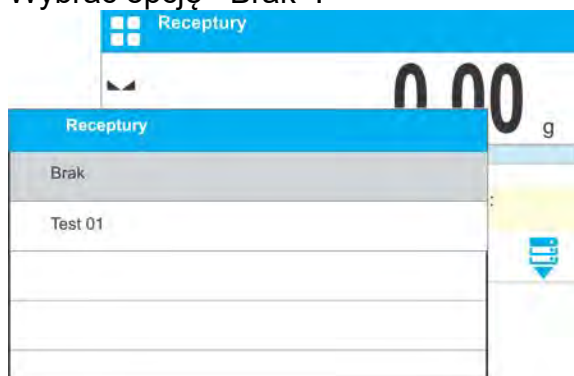 Wybrać opcję "Brak".
Receptury
0.00 g
Receptury
Brak
:
Test 01